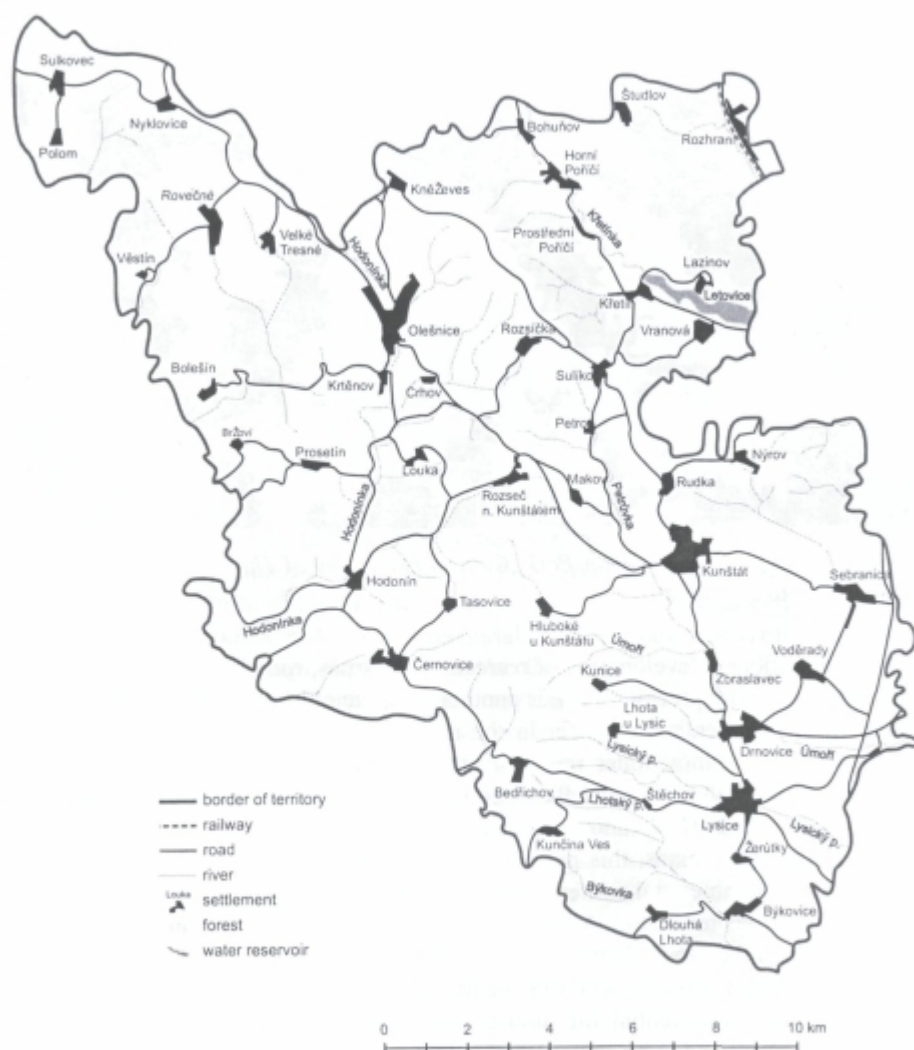 Sulkovec
Nyklovice
Polom
Rovečné
Velké
Tresné
Věstín
Bohuňov
Študlov
Rozhraní
Horní
Poříčí
Kněževes
Křetínka
Prostřední
Poříčí
Hodonínka
Lazinov
Letovice
Křetín
Vranová
Olešnice
Rozsíčka
Sulíkov
Bolešín
Krtěnov
Crhov
Petrov
Brťoví
Prosetín
Louka
Nýrov
Makov
Rudka
Rozseč
n. Kunštátem
Petrůvka
Hodonínka
Kunštát
Sebranice
Hodonín
Tasovice
Hluboké
u Kunštátu
Hodonínka
Úmoří
Voděrady
Černovice
Kunice
Zbraslavec
Lhota
u Lysic
Drnovice
Úmoří
Lysický p.
Bedřichov
Lhotský p.
Štěchov
Lysice
Lysický p.
Kunčina Ves
Žerůtky
Býkovka
Býkovice
Dlouhá
Lhota
border of territory
railway
road
river
Louka
settlement
forest
water reservoir
0 2 4 6 8 10 km